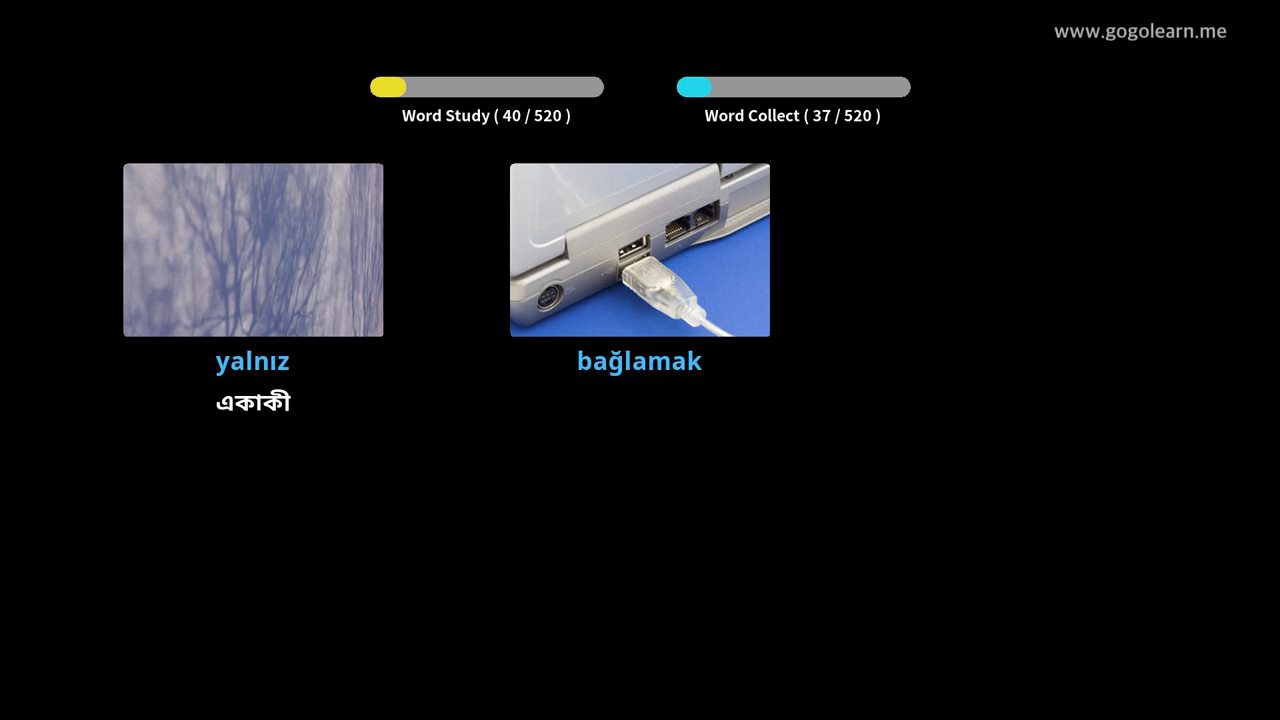 www.gogolearn.me
Word Study ( 40 / 520 )
Word Collect ( 37 / 520 )
yalnız
একাকী
bağlamak